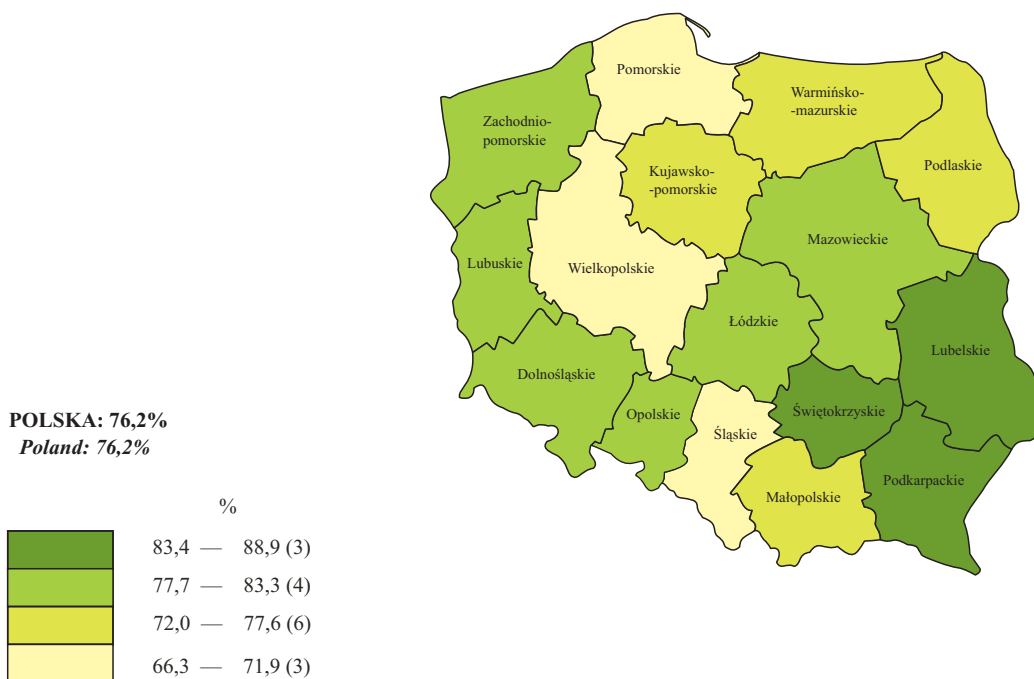 Pomorskie
Warmińsko-
-mazurskie
Zachodnio-
pomorskie
Podlaskie
Kujawsko-
-pomorskie
Mazowieckie
Lubuskie
Wielkopolskie
Łódzkie
Lubelskie
Dolnośląskie
Opolskie
Świętokrzyskie
Śląskie
Podkarpackie
Małopolskie
POLSKA: 76,2%
Poland: 76,2%
%
83,4 — 88,9 (3)
77,7 — 83,3 (4)
72,0 — 77,6 (6)
66,3 — 71,9 (3)